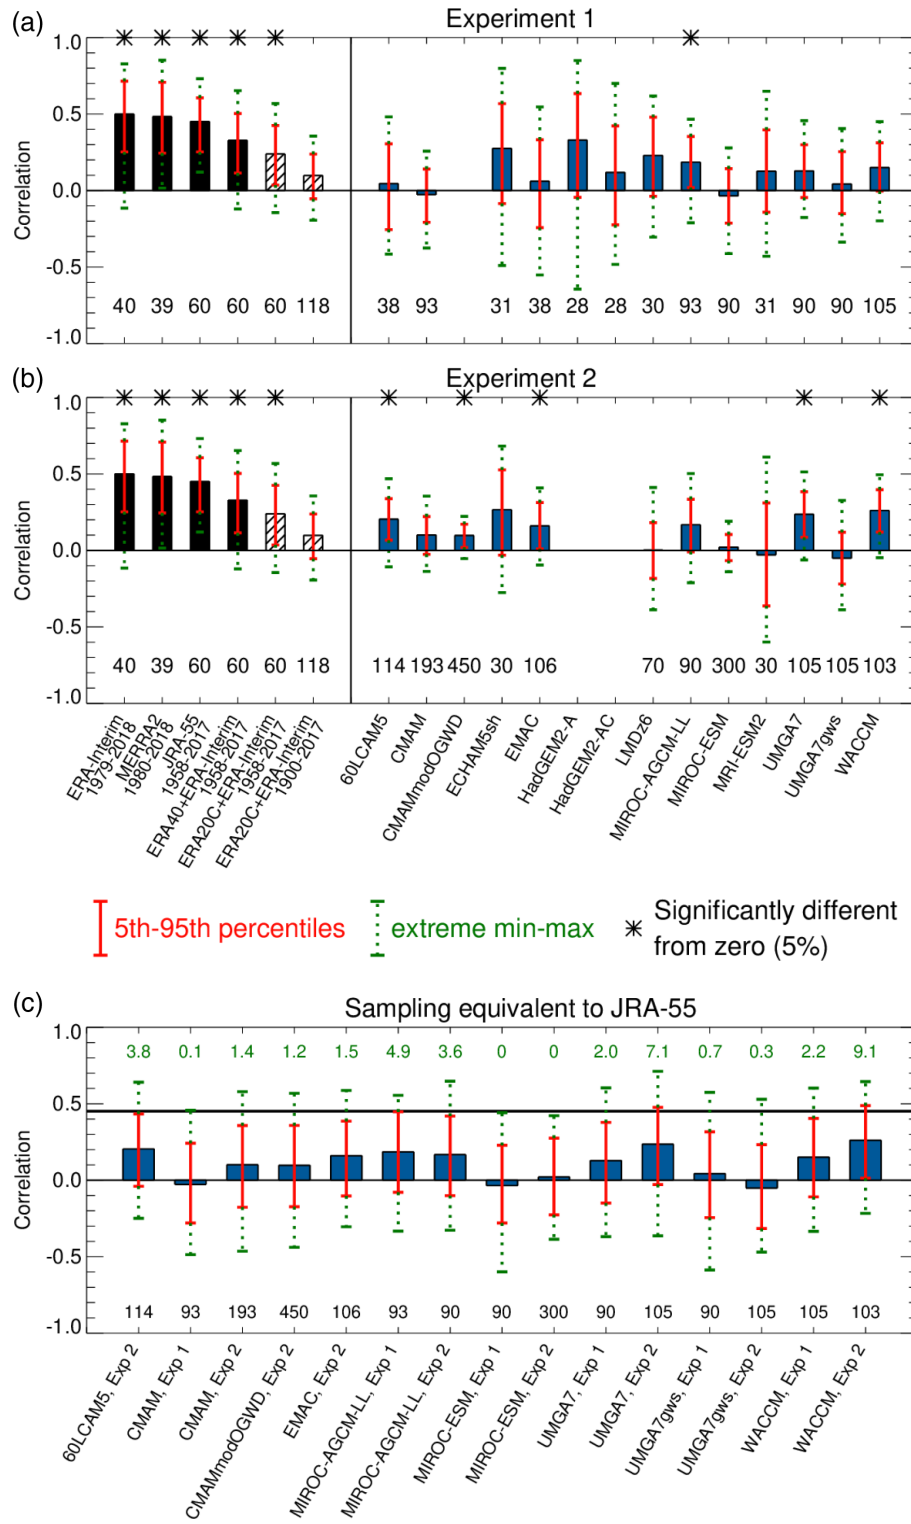 (a)
Experiment 1
1.0
0.5
0.0
-0.5
-1.0
Correlation
40 39 60 60 60 118 38 93 31 38 28 28 30 93 90 31 90 90 105
(b)
Experiment 2
1.0
0.5
0.0
-0.5
-1.0
Correlation
40 39 60 60 60 118 114 193 450 30 106 70 90 300 30 105 105 103
ERA-Interim
1979-2018
MERRA2
1980-2018
JRA-55
1958-2017
ERA40+ERA-Interim
1958-2017
ERA20C+ERA-Interim
1958-2017
ERA20C+ERA-Interim
1900-2017
60LCAM5
CMAM
CMAMmodOGWD
ECHAM5sh
EMAC
HadGEM2-A
HadGEM2-AC
LMD26
MIROC-AGCM-LL
MIROC-ESM
MRI-ESM2
UMGA7
UMGA7gws
WACCM
5th-95th percentiles
extreme min-max
Significantly different
from zero (5%)
(c)
Sampling equivalent to JRA-55
1.0
0.5
0.0
-0.5
-1.0
Correlation
3.8 0.1 1.4 1.2 1.5 4.9 3.6 0 0 2.0 7.1 0.7 0.3 2.2 9.1
114 93 193 450 106 93 90 90 300 90 105 90 105 105 103
60LCAM5, Exp 2
CMAM, Exp 1
CMAM, Exp 2
CMAMmodOGWD, Exp 2
EMAC, Exp 2
MIROC-AGCM-LL, Exp 1
MIROC-AGCM-LL, Exp 2
MIROC-ESM, Exp 1
MIROC-ESM, Exp 2
UMGA7, Exp 1
UMGA7, Exp 2
UMGA7gws, Exp 1
UMGA7gws, Exp 2
WACCM, Exp 1
WACCM, Exp 2